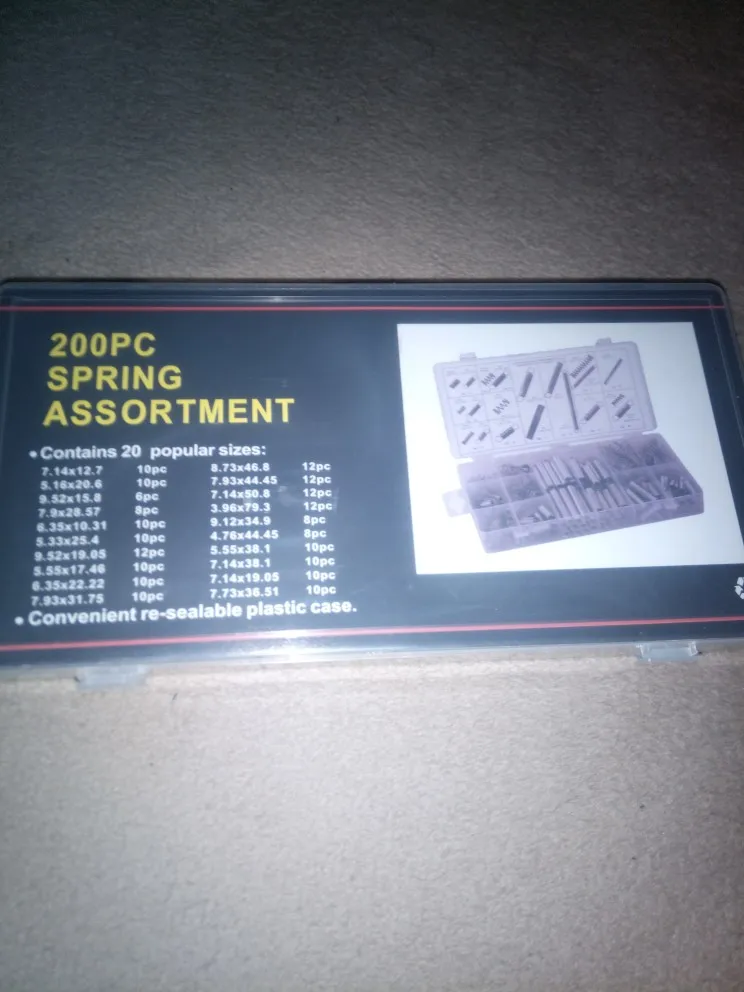 200PC
SPRING
ASSORTMENT
• Contains 20 popular sizes:
7.14x12.7 10pc 8.73x46.8 12pc
5.16x20.6 10pc 7.93x44.45 12pc
9.52x15.8 6pc 7.14x50.8 12pc
7.9x28.57 8pc 3.96x79.3 12pc
6.35x10.31 10pc 9.12x34.9 8pc
5.33x25.4 10pc 4.76x44.45 8pc
9.52x19.05 12pc 5.55x38.1 10pc
5.55x17.46 10pc 7.14x38.1 10pc
6.35x22.22 10pc 7.14x19.05 10pc
7.93x31.75 10pc 7.73x36.51 10pc
• Convenient re-sealable plastic case.